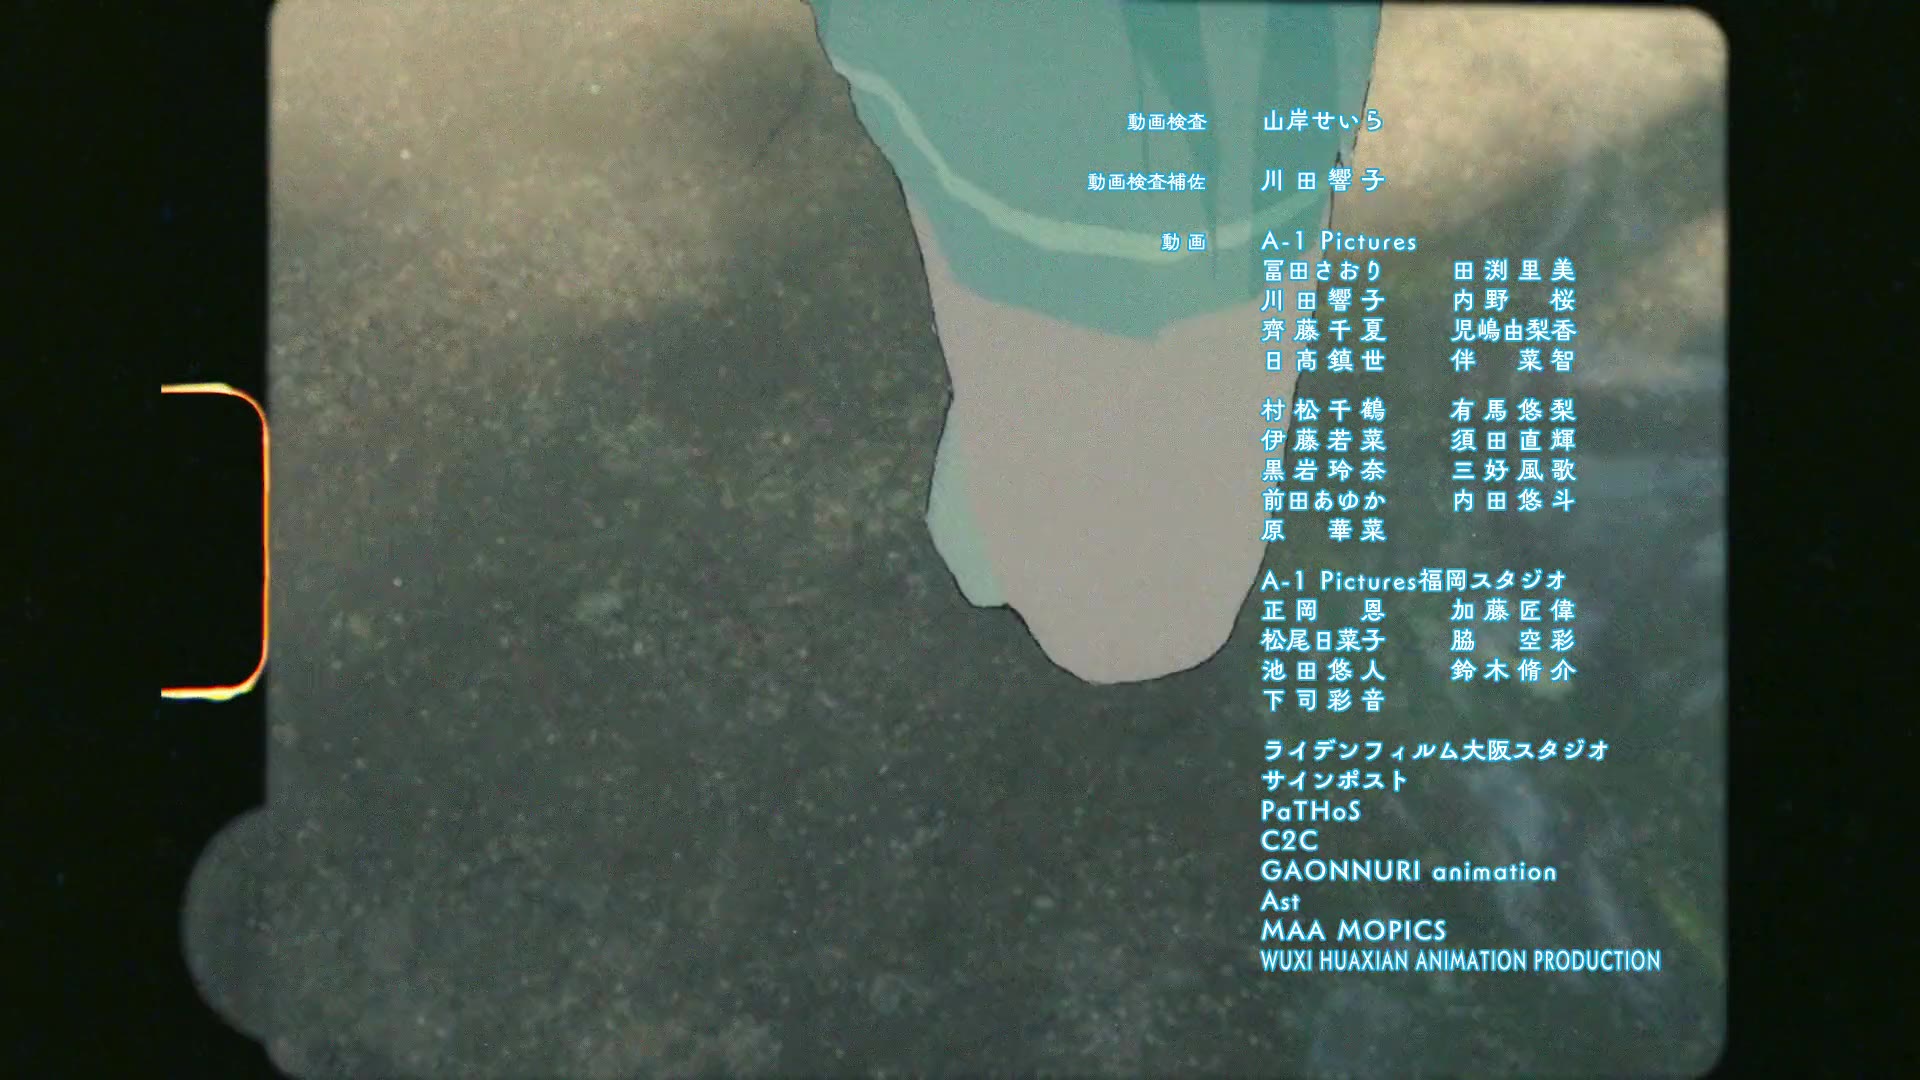 動画検査 山岸せいら
動画検査補佐 川田響子
動画 A-1 Pictures
冨田さおり 田渕里美
川田響子 内野桜
齊藤千夏 児嶋由梨香
日髙鎮世 伴菜智
村松千鶴 有馬悠梨
伊藤若菜 須田直輝
黒岩玲奈 三好風歌
前田あゆか 内田悠斗
原華菜
A-1 Pictures福岡スタジオ
正岡恩 加藤匠偉
松尾日菜子 脇空彩
池田悠人 鈴木脩介
下司彩音
ライデンフィルム大阪スタジオ
サインポスト
PaTHoS
C2C
GAONNURI animation
Ast
MAA MOPICS
WUXI HUAXIAN ANIMATION PRODUCTION